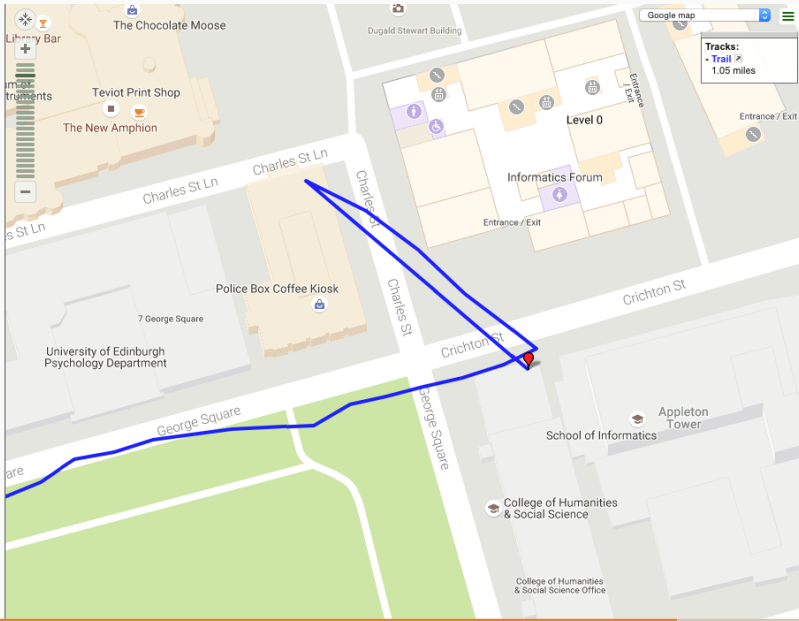 The Chocolate Moose
Library Bar
Dugald Stewart Building
Google map
Tracks:
- Trail
1.05 miles
Teviot Print Shop
The New Amphion
Level 0
Entrance
/ Exit
Entrance / Exit
Charles St Ln
Charles St Ln
Charles St
Informatics Forum
Entrance / Exit
Police Box Coffee Kiosk
Charles St
Crichton St
7 George Square
Crichton St
University of Edinburgh
Psychology Department
George Square
George Square
Appleton
Tower
School of Informatics
College of Humanities
& Social Science
College of Humanities
& Social Science Office